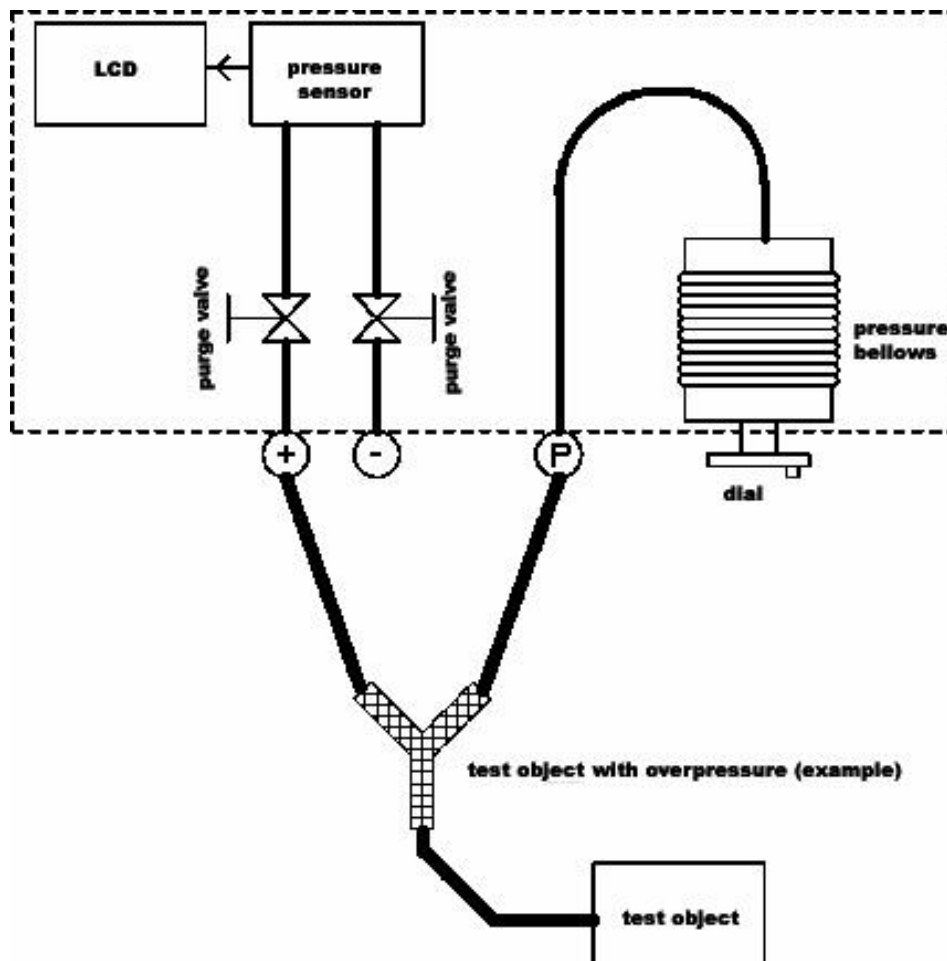 LCD
pressure
sensor
purge valve
purge valve
pressure
bellows
+
-
P
dial
test object with overpressure (example)
test object